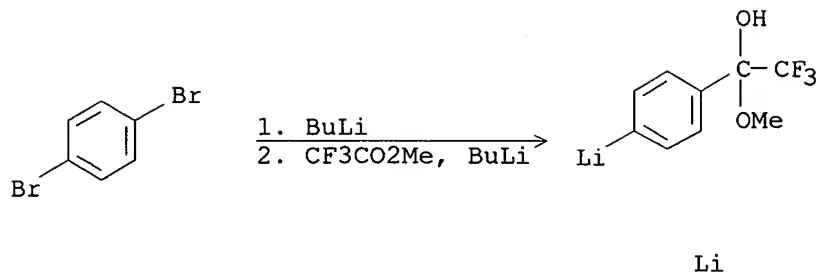 OH
C-CF3
Br
1. BuLi
OMe
2. CF3CO2Me, BuLi
Li
Br
Li